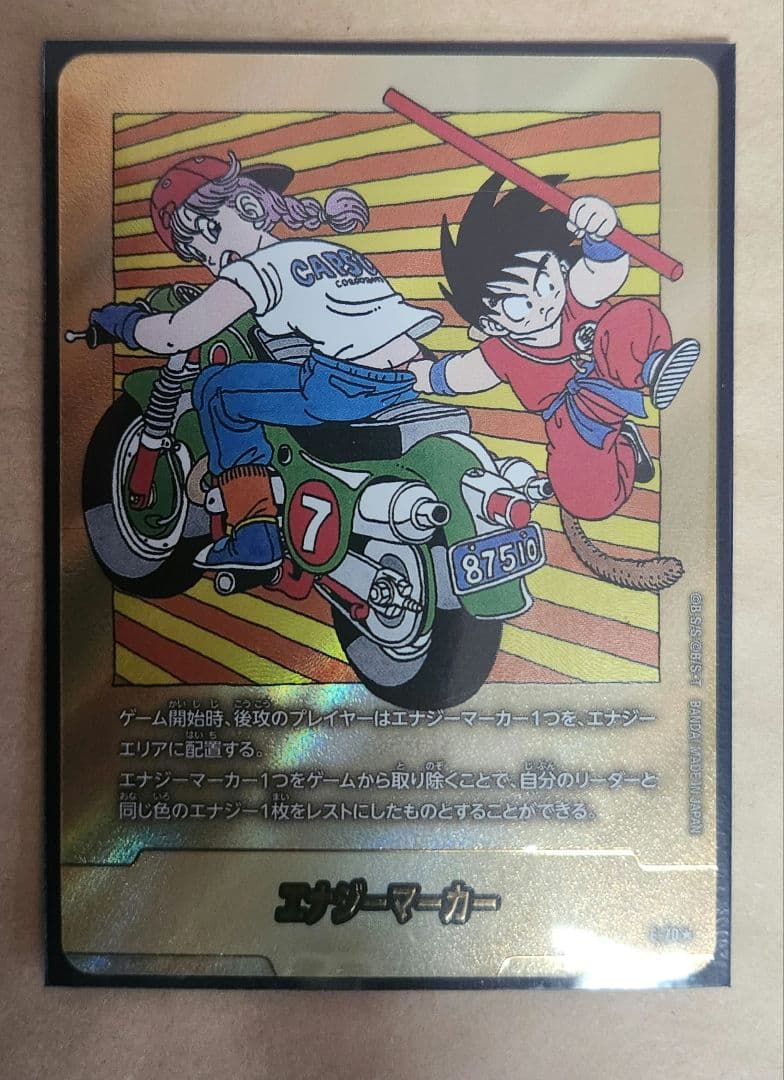 CAPSU
CORPORATI
7
87510
ゲーム開始時、後攻のプレイヤーはエナジーマーカー1つを、エナジー
エリアに配置する。
エナジーマーカー1つをゲームから取り除くことで、自分のリーダーと
同じ色のエナジー1枚をレストにしたものとすることができる。
エナジーマーカー
©B・S/S ©B/S・T BANDAI MADE IN JAPAN